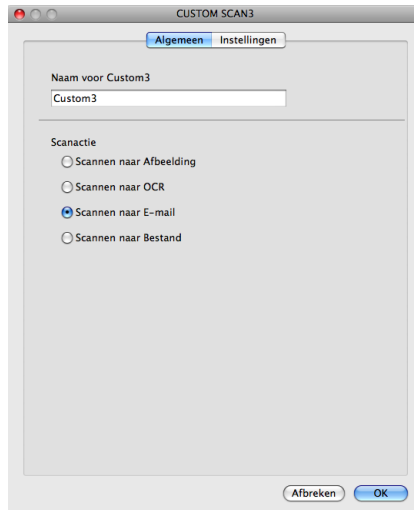 CUSTOM SCAN3
Algemeen Instellingen
Naam voor Custom3
Custom3
Scanactie
Scannen naar Afbeelding
Scannen naar OCR
Scannen naar E-mail
Scannen naar Bestand
Afbreken OK